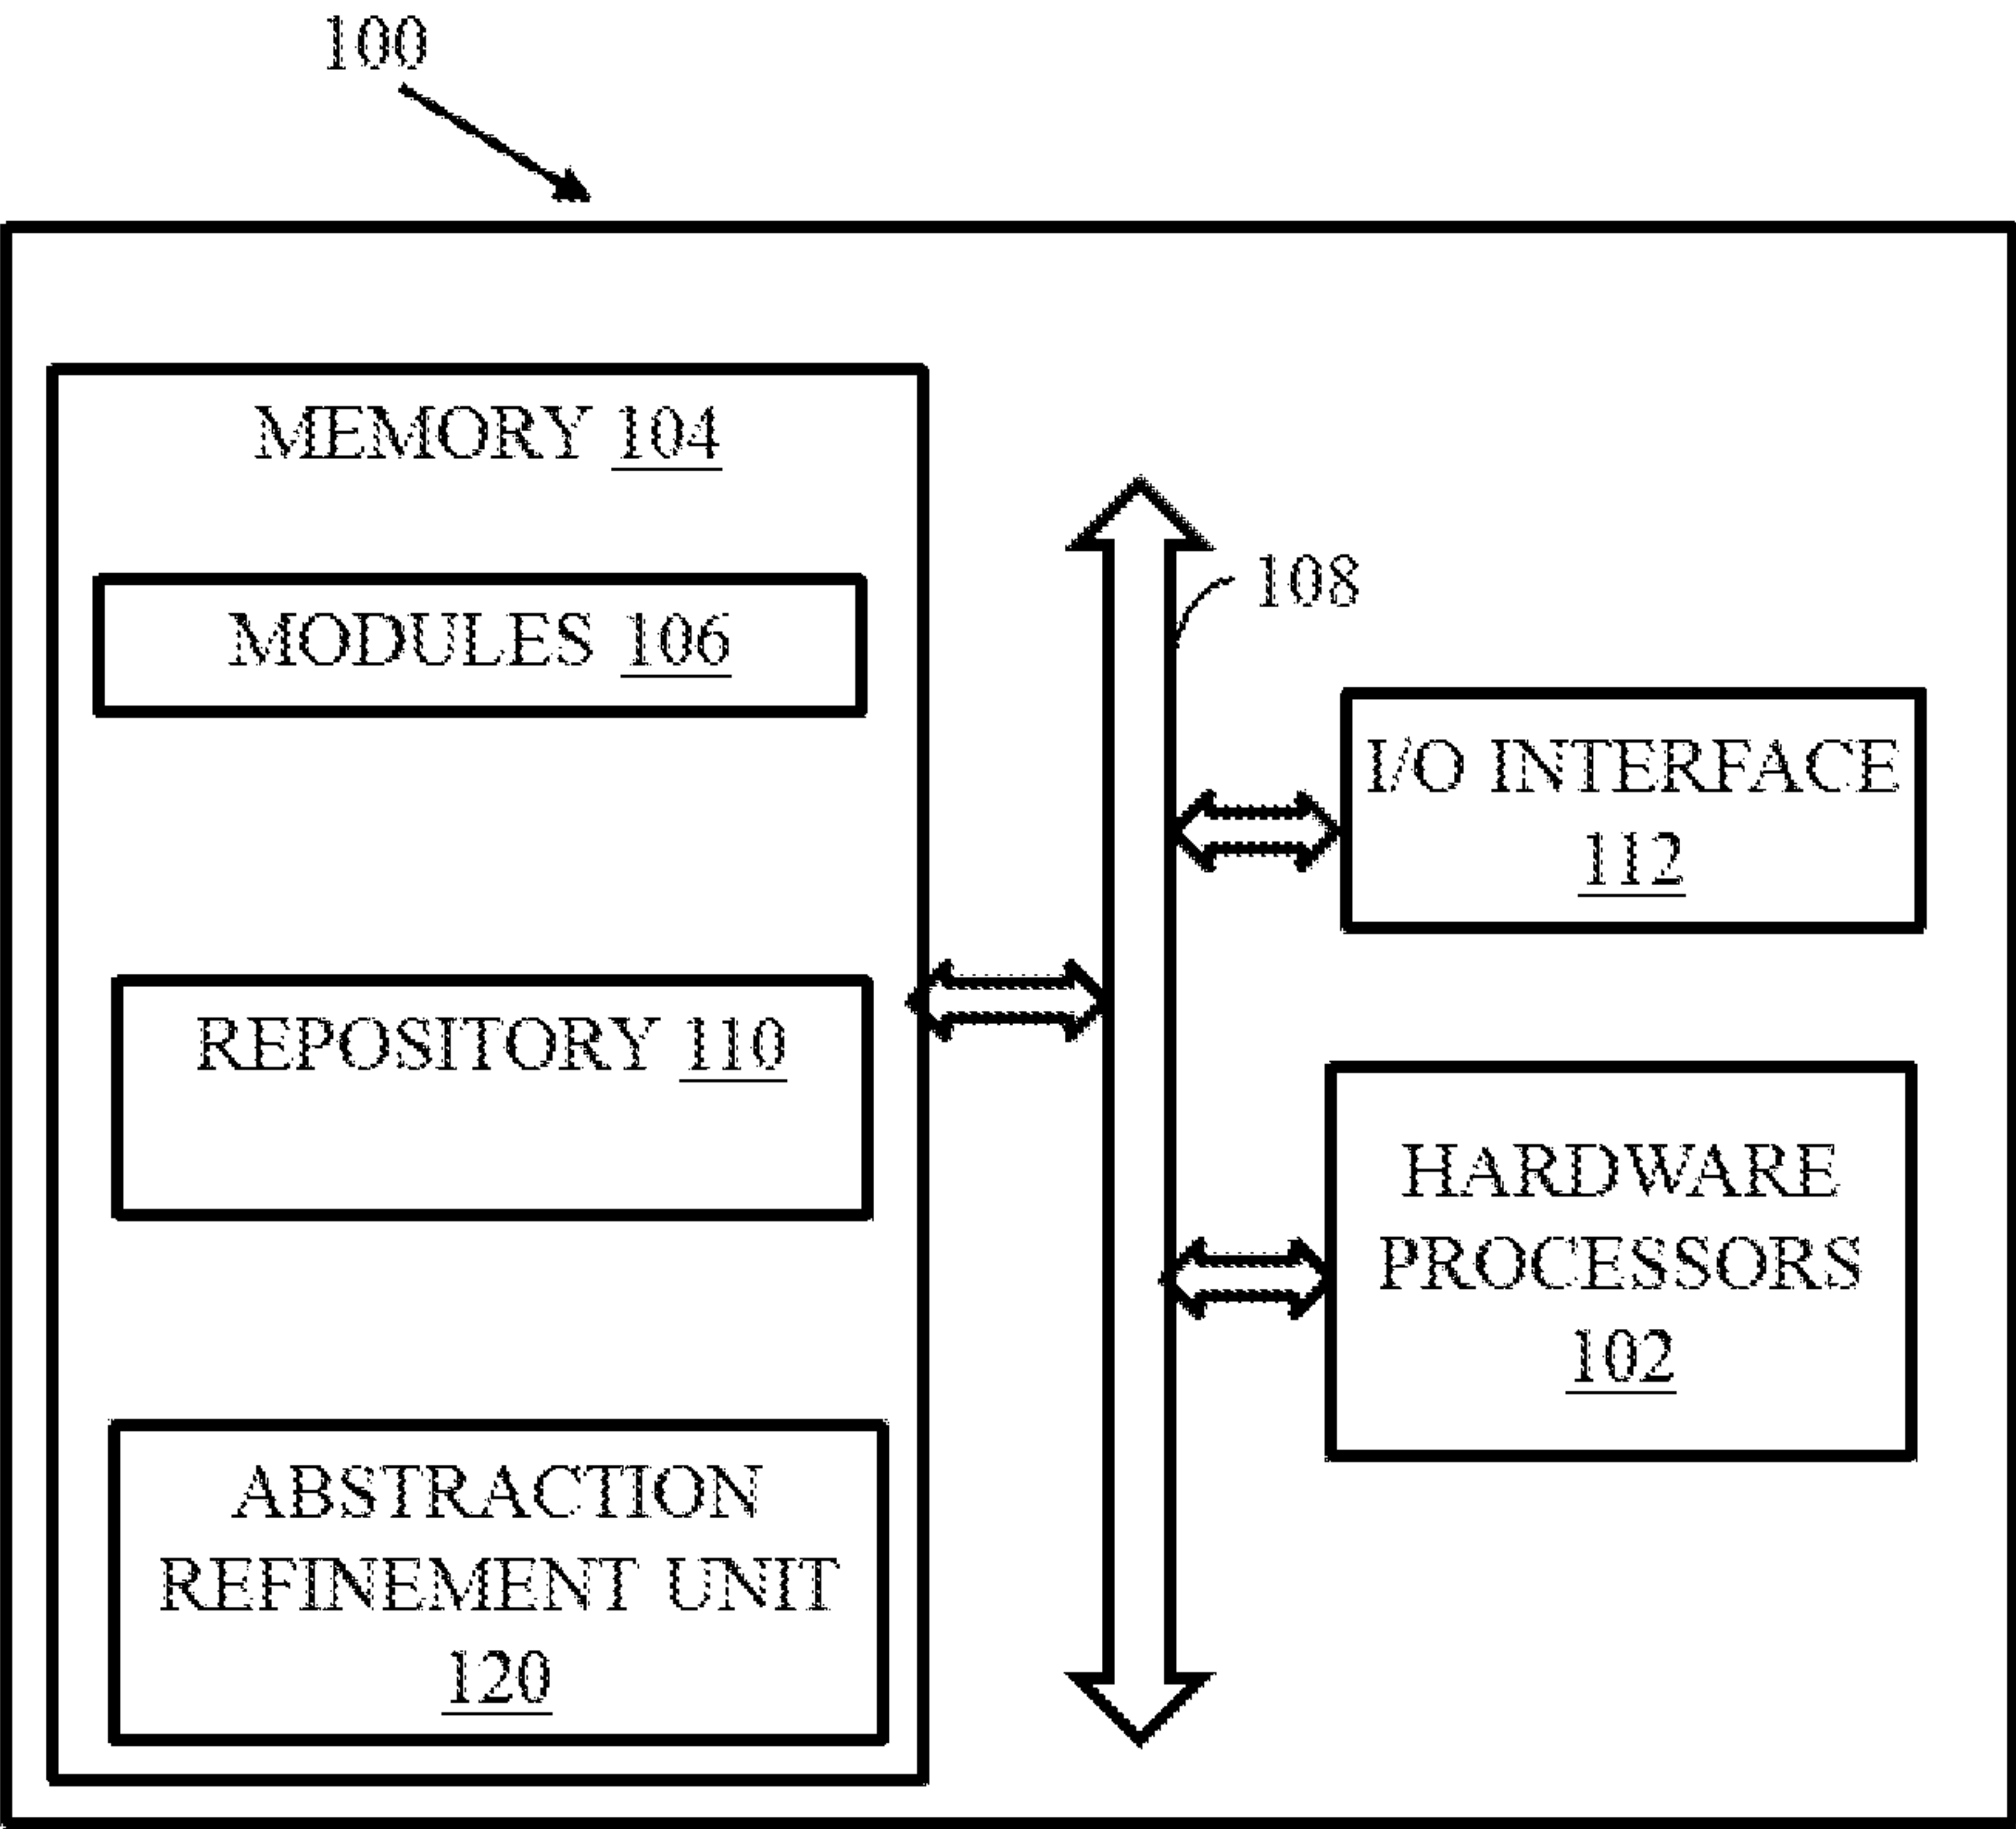 100
MEMORY 104
MODULES 106
108
I/O INTERFACE
112
REPOSITORY 110
HARDWARE
PROCESSORS
102
ABSTRACTION
REFINEMENT UNIT
120